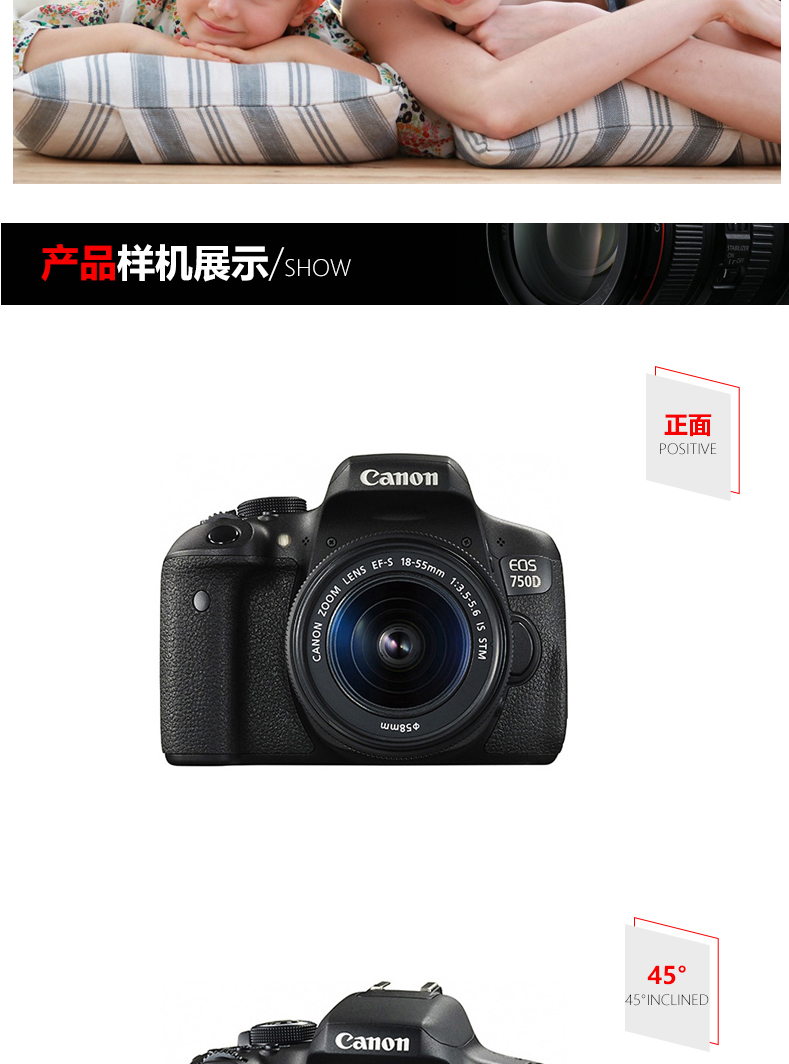 产品样机展示/SHOW
正面
POSITIVE
Canon
EOS
750D
CANON ZOOM LENS EF-S 18-55mm 1:3.5-5.6 IS STM
Φ58mm
45°
45°INCLINED
Canon